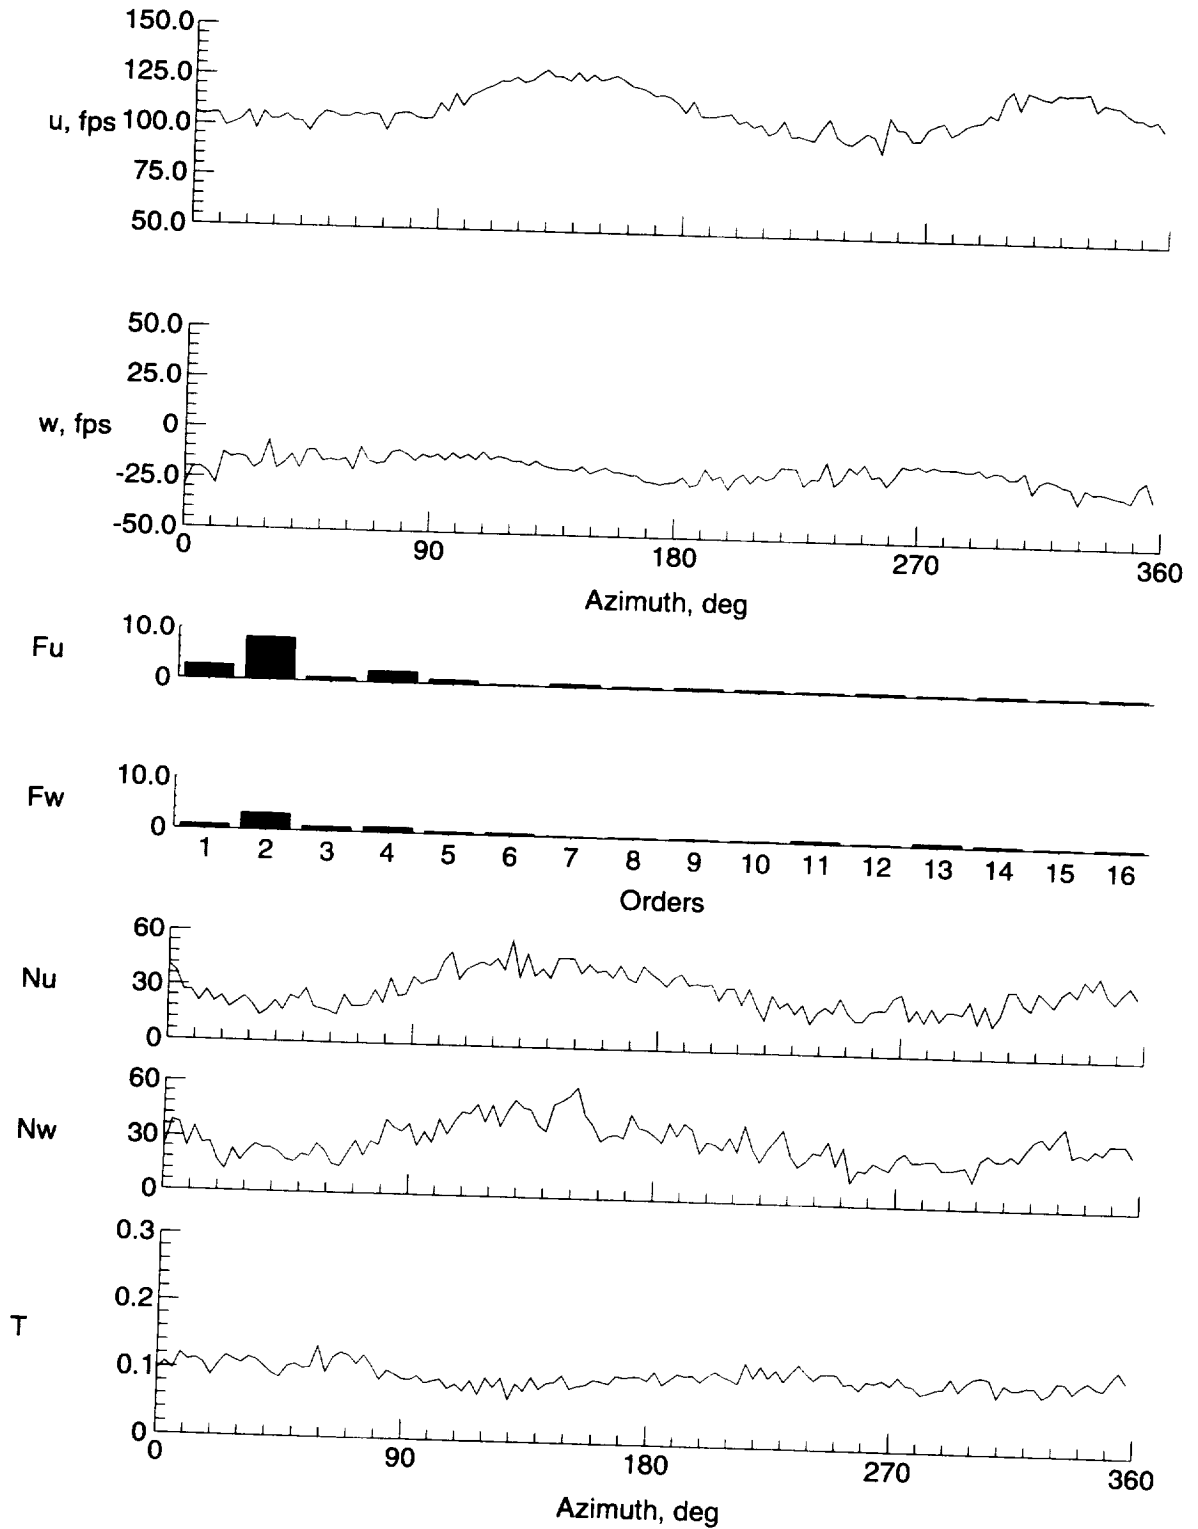 150.0
125.0
u, fps 100.0
75.0
50.0
50.0
25.0
w, fps 0
-25.0
-50.0
0 90 180 270 360
Azimuth, deg
Fu 10.0
0
Fw 10.0
0
1 2 3 4 5 6 7 8 9 10 11 12 13 14 15 16
Orders
60
Nu 30
0
60
Nw 30
0
0.3
0.2
T
0.1
0
0 90 180 270 360
Azimuth, deg